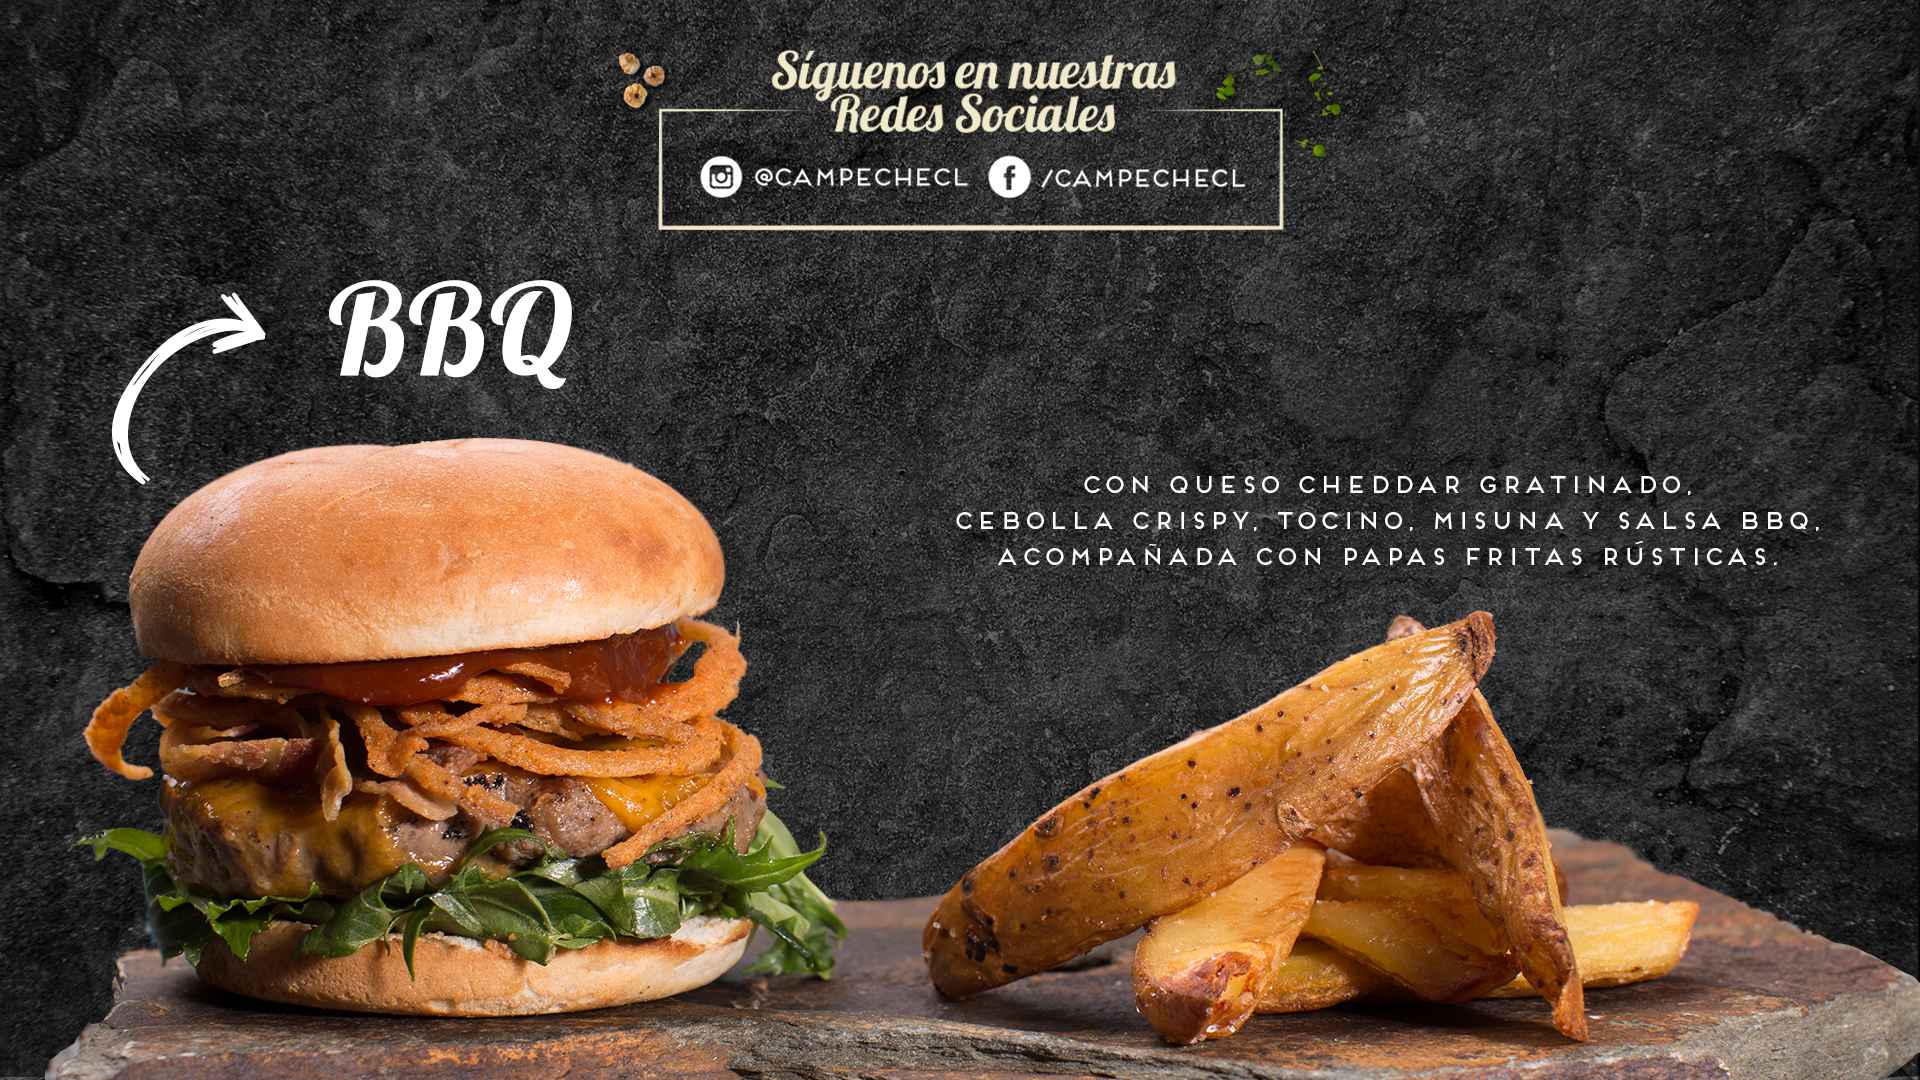 Síguenos en nuestras
Redes Sociales
@CAMPECHECL /CAMPECHECL
BBQ
CON QUESO CHEDDAR GRATINADO,
CEBOLLA CRISPY, TOCINO, MISUNA Y SALSA BBQ,
ACOMPAÑADA CON PAPAS FRITAS RÚSTICAS.